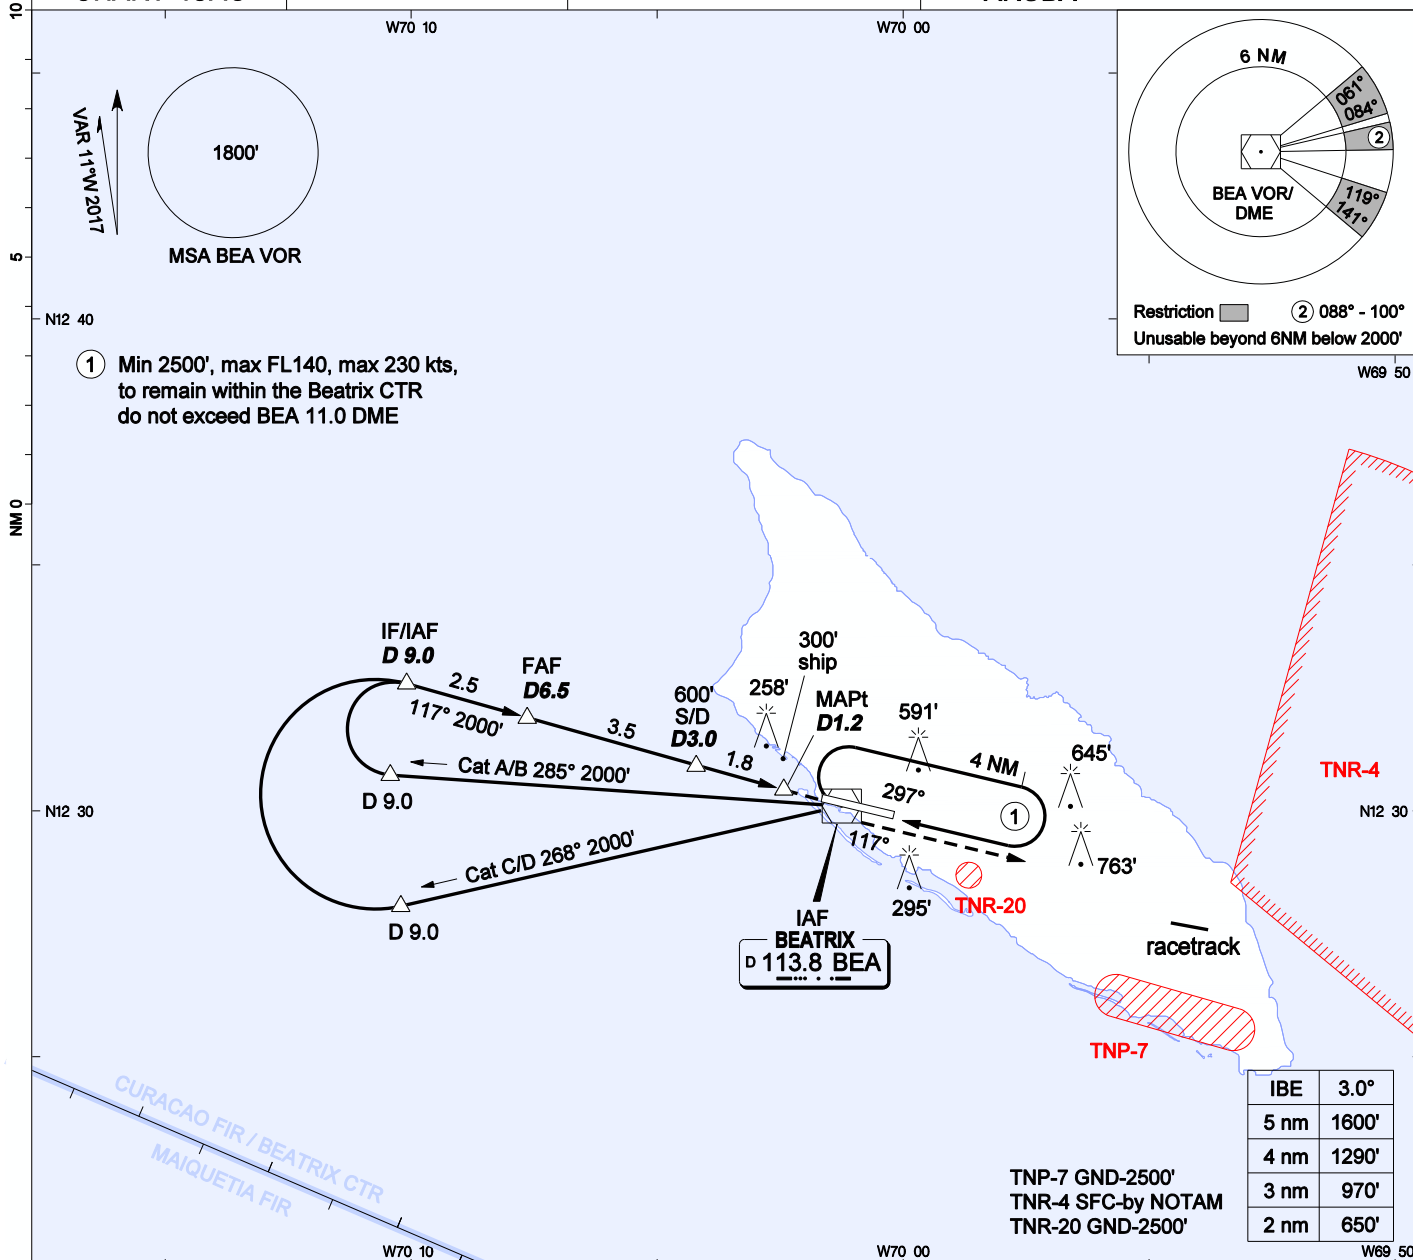 W70 10
W70 00
10
5
NM 0
VAR 11°W 2017
1800'
MSA BEA VOR
6 NM
061°
084°
2
119°
141°
BEA VOR/
DME
Restriction
2 088° - 100°
Unusable beyond 6NM below 2000'
W69 50
N12 40
1 Min 2500', max FL140, max 230 kts,
to remain within the Beatrix CTR
do not exceed BEA 11.0 DME
IF/IAF
D 9.0
2.5
117° 2000'
FAF
D6.5
3.5
600'
S/D
D3.0
1.8
258'
300'
ship
MAPt
D1.2
591'
4 NM
297°
1
645'
763'
117°
295'
TNR-4
TNR-20
Cat A/B 285° 2000'
D 9.0
Cat C/D 268° 2000'
D 9.0
N12 30
N12 30
IAF
BEATRIX
D 113.8 BEA
racetrack
TNP-7
CURACAO FIR / BEATRIX CTR
MAIQUETIA FIR
TNP-7 GND-2500'
TNR-4 SFC-by NOTAM
TNR-20 GND-2500'
IBE 3.0°
5 nm 1600'
4 nm 1290'
3 nm 970'
2 nm 650'
W70 10
W70 00
W69 50